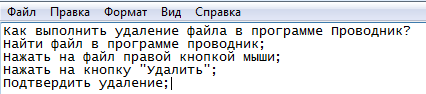 Файл Правка Формат Вид Справка
Как выполнить удаление файла в программе Проводник?
Найти файл в программе проводник;
Нажать на файл правой кнопкой мыши;
Нажать на кнопку "Удалить";
Подтвердить удаление;